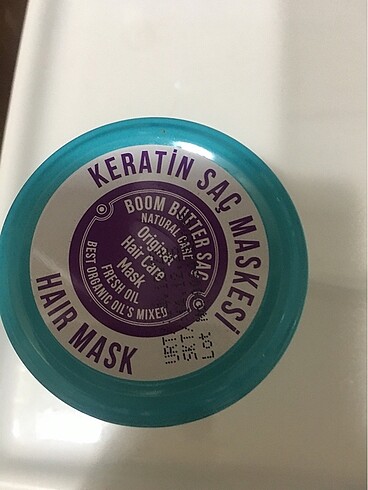 KERATİN SAÇ MASKESİ
BOOM BUTTER SAÇ
NATURAL CARE
Original
Hair Care
Mask
FRESH OIL
BEST ORGANIC OIL'S MIXED
HAIR MASK